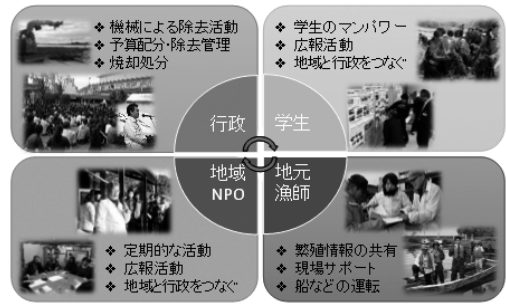 ❖ 機械による除去活動
❖ 予算配分・除去管理
❖ 焼却処分
❖ 学生のマンパワー
❖ 広報活動
❖ 地域と行政をつなぐ
行政
学生
地域
NPO
地元
漁師
❖ 定期的な活動
❖ 広報活動
❖ 地域と行政をつなぐ
❖ 繁殖情報の共有
❖ 現場サポート
❖ 船などの運転